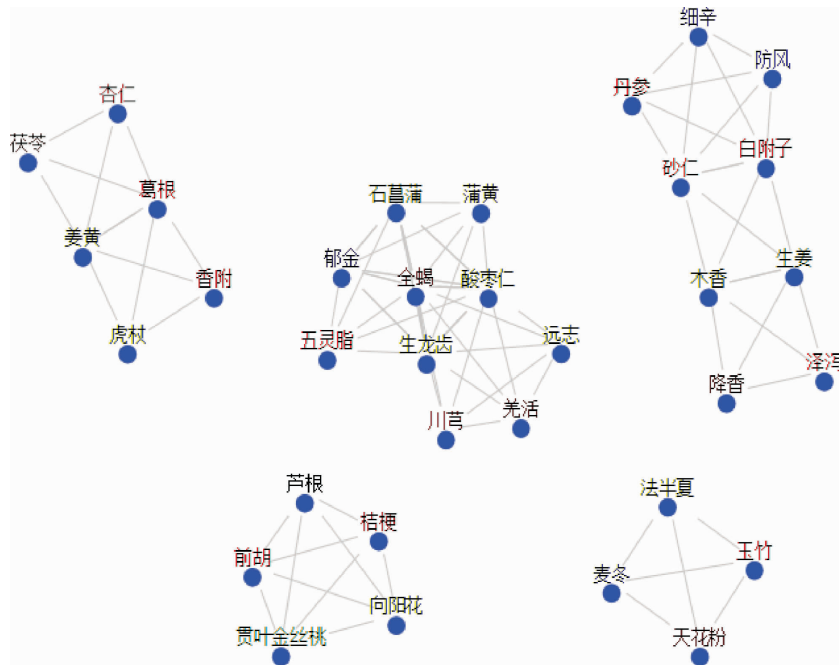 细辛
防风
丹参
白附子
砂仁
木香
生姜
降香
泽泻
杏仁
茯苓
葛根
姜黄
香附
虎杖
石菖蒲
蒲黄
郁金
全蝎
酸枣仁
五灵脂
生龙齿
远志
川芎
羌活
芦根
桔梗
前胡
向阳花
贯叶金丝桃
法半夏
玉竹
麦冬
天花粉